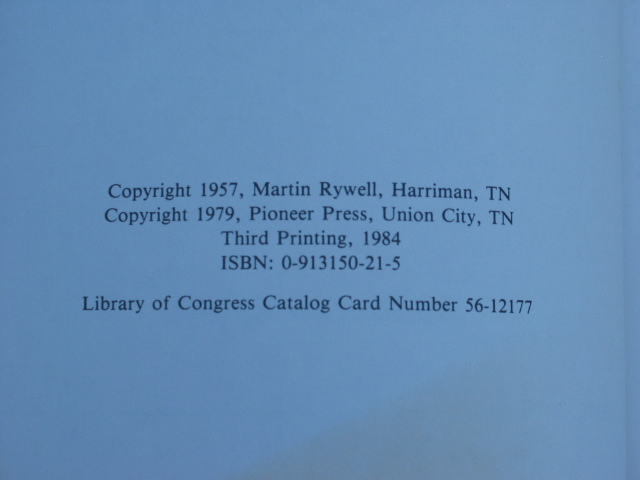 Copyright 1957, Martin Rywell, Harriman, TN
Copyright 1979, Pioneer Press, Union City, TN
Third Printing, 1984
ISBN: 0-913150-21-5
Library of Congress Catalog Card Number 56-12177